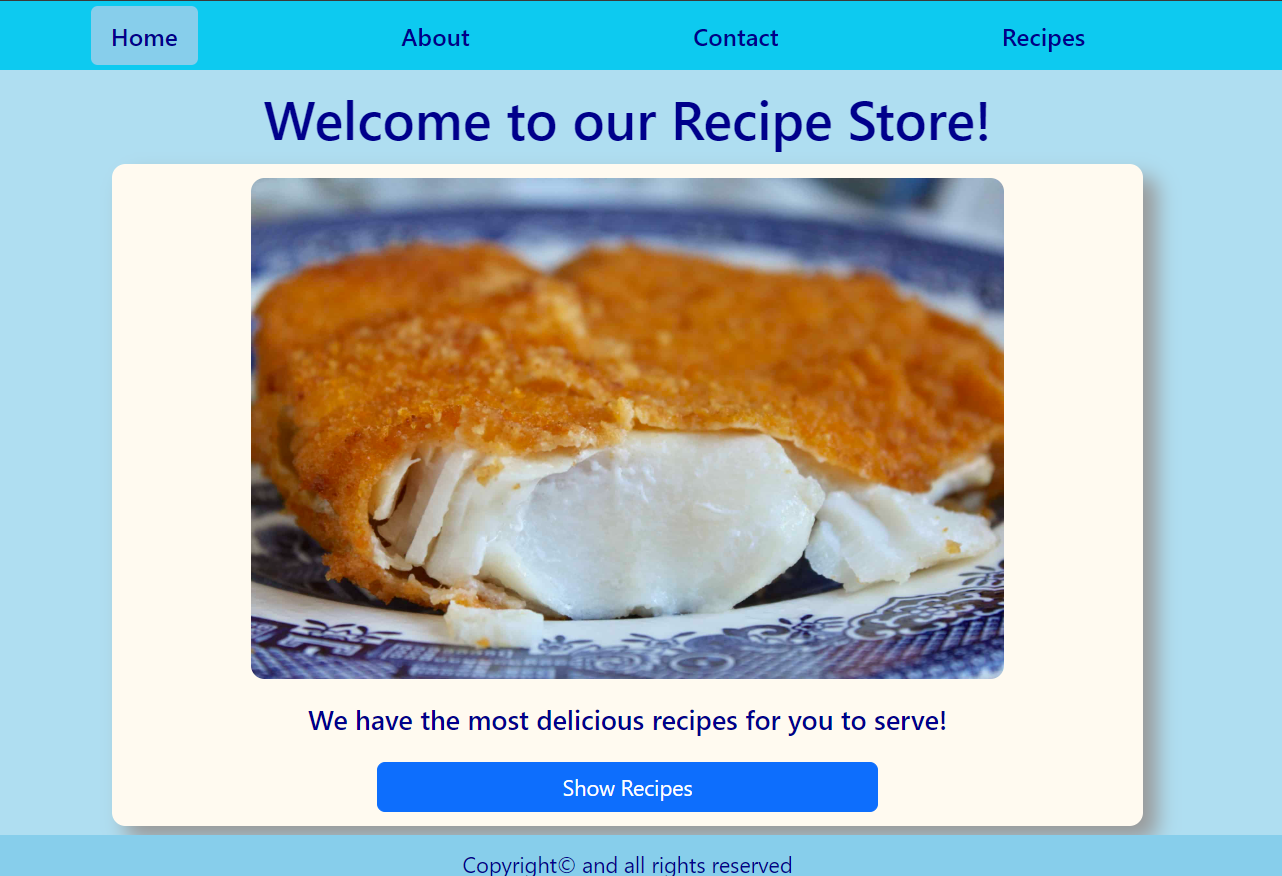 Home About Contact Recipes
Welcome to our Recipe Store!
We have the most delicious recipes for you to serve!
Show Recipes
Copyright© and all rights reserved